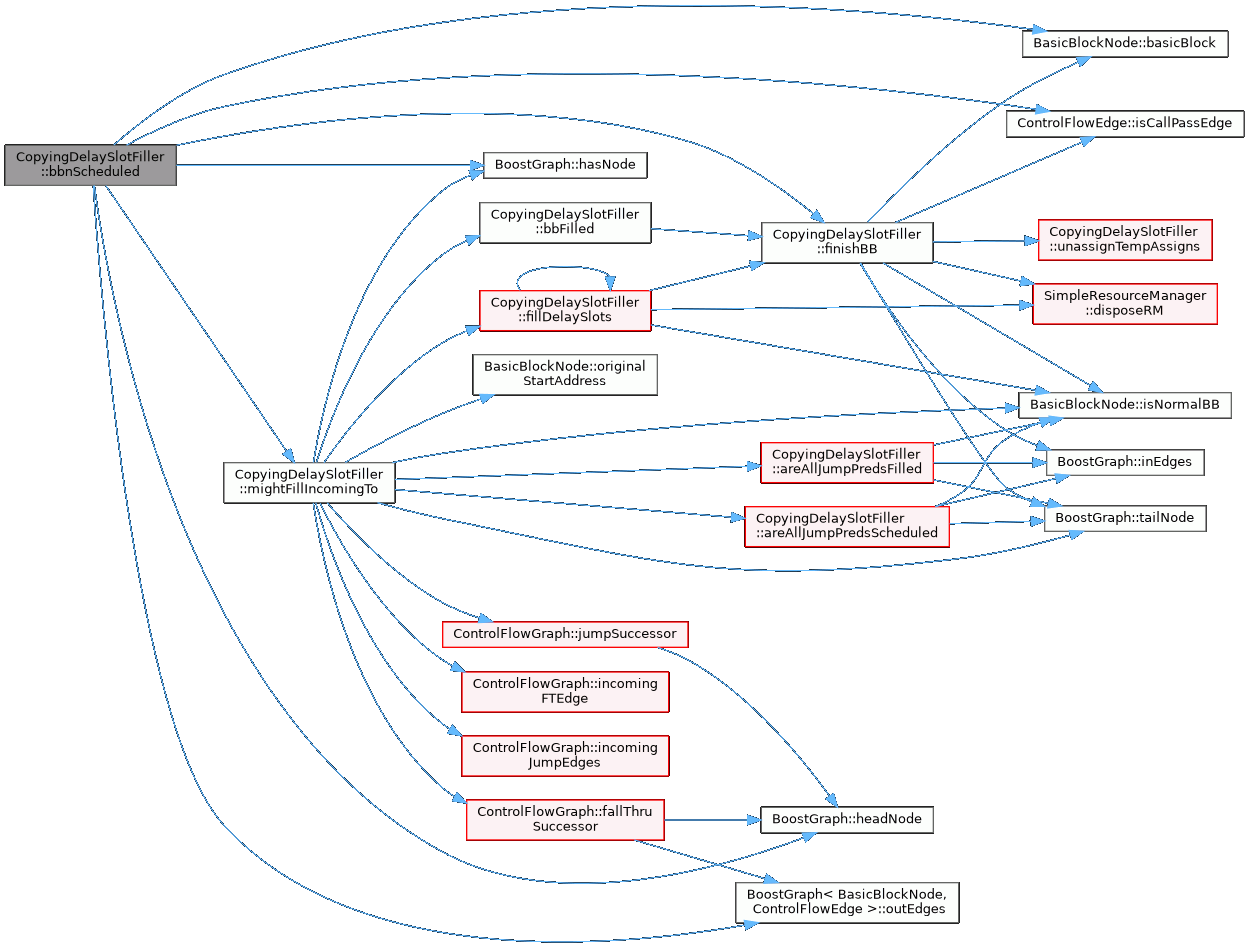 BasicBlockNode::basicBlock
ControlFlowEdge::isCallPassEdge
CopyingDelaySlotFiller
::bbnScheduled
BoostGraph::hasNode
CopyingDelaySlotFiller
::bbFilled
CopyingDelaySlotFiller
::finishBB
CopyingDelaySlotFiller
::unassignTempAssigns
CopyingDelaySlotFiller
::fillDelaySlots
SimpleResourceManager
::disposeRM
BasicBlockNode::original
StartAddress
BasicBlockNode::isNormalBB
CopyingDelaySlotFiller
::mightFillIncomingTo
CopyingDelaySlotFiller
::areAllJumpPredsFilled
BoostGraph::inEdges
CopyingDelaySlotFiller
::areAllJumpPredsScheduled
BoostGraph::tailNode
ControlFlowGraph::jumpSuccessor
ControlFlowGraph::incoming
FTEdge
ControlFlowGraph::incoming
JumpEdges
ControlFlowGraph::fallThru
Successor
BoostGraph::headNode
BoostGraph< BasicBlockNode,
ControlFlowEdge >::outEdges